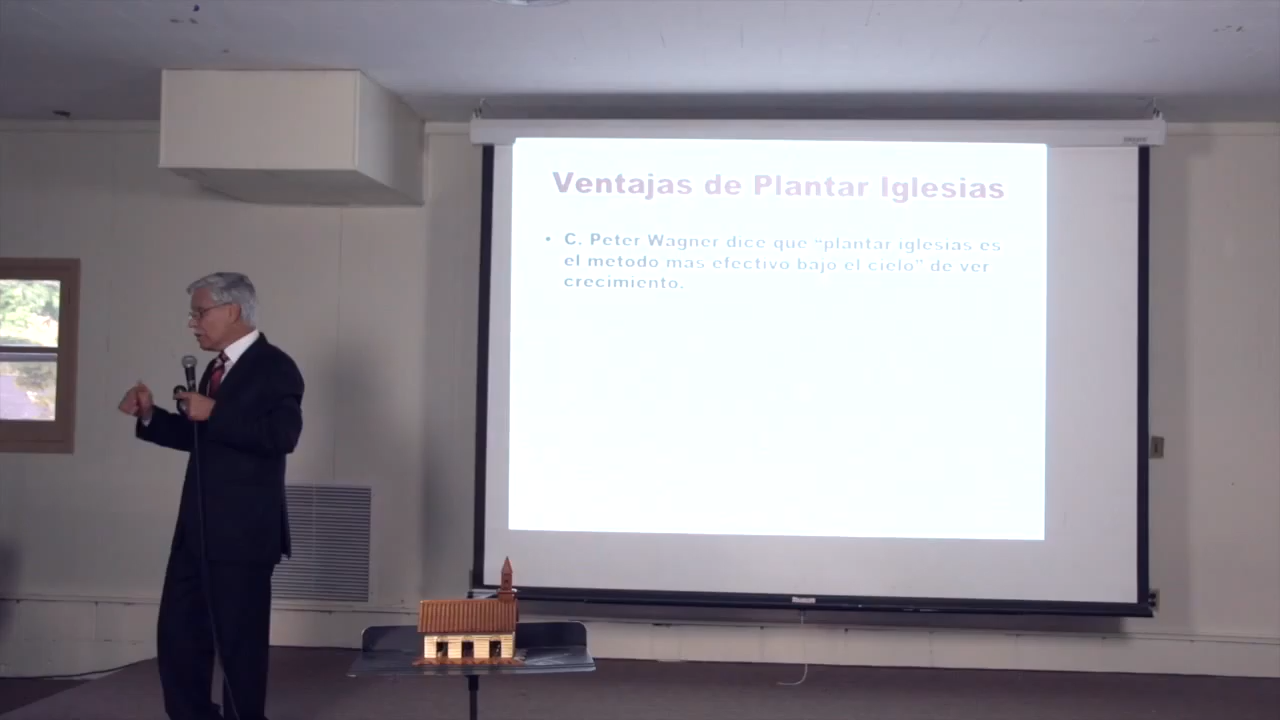 Ventajas de Plantar Iglesias
• C. Peter Wagner dice que “plantar iglesias es
el metodo mas efectivo bajo el cielo” de ver
crecimiento.